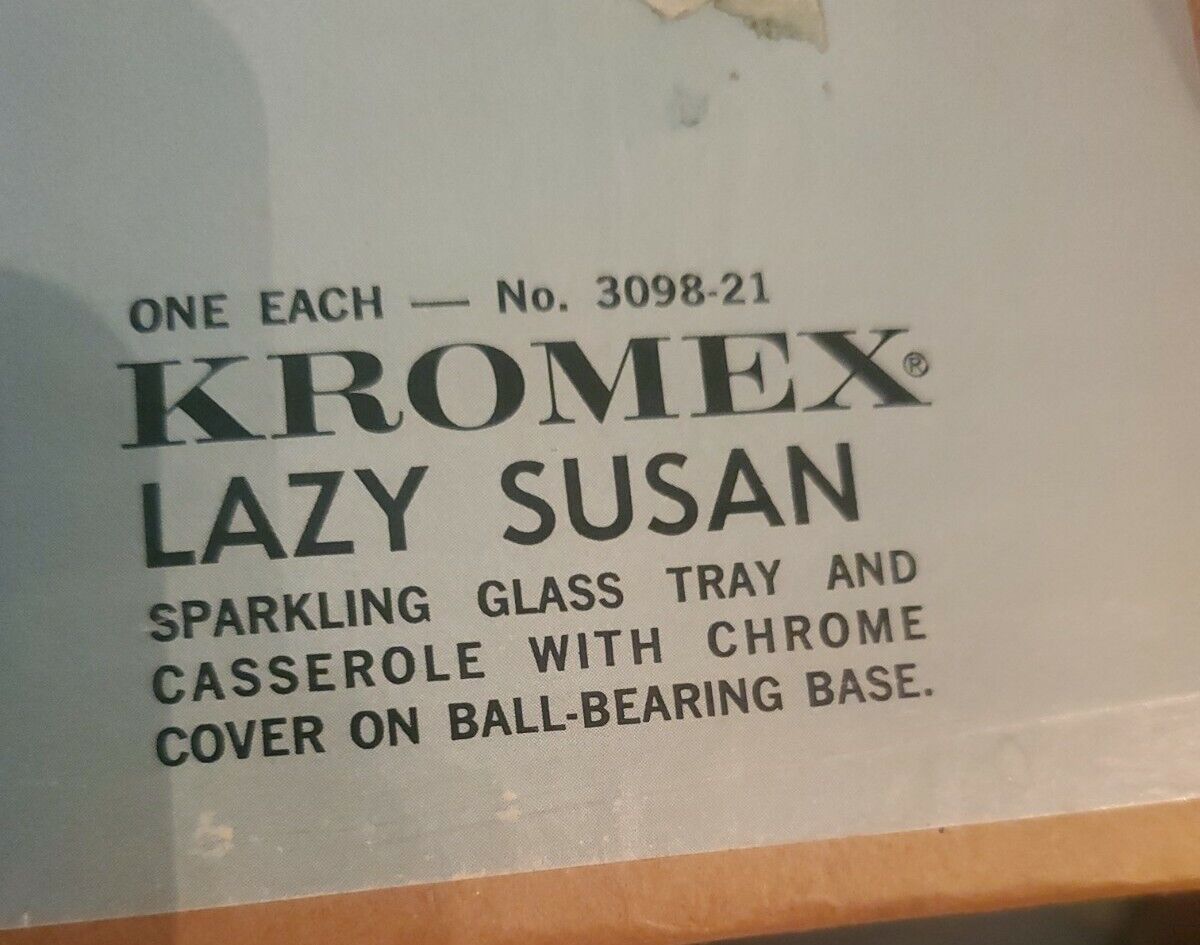 ONE EACH — No. 3098-21
KROMEX®
LAZY SUSAN
SPARKLING GLASS TRAY AND
CASSEROLE WITH CHROME
COVER ON BALL-BEARING BASE.